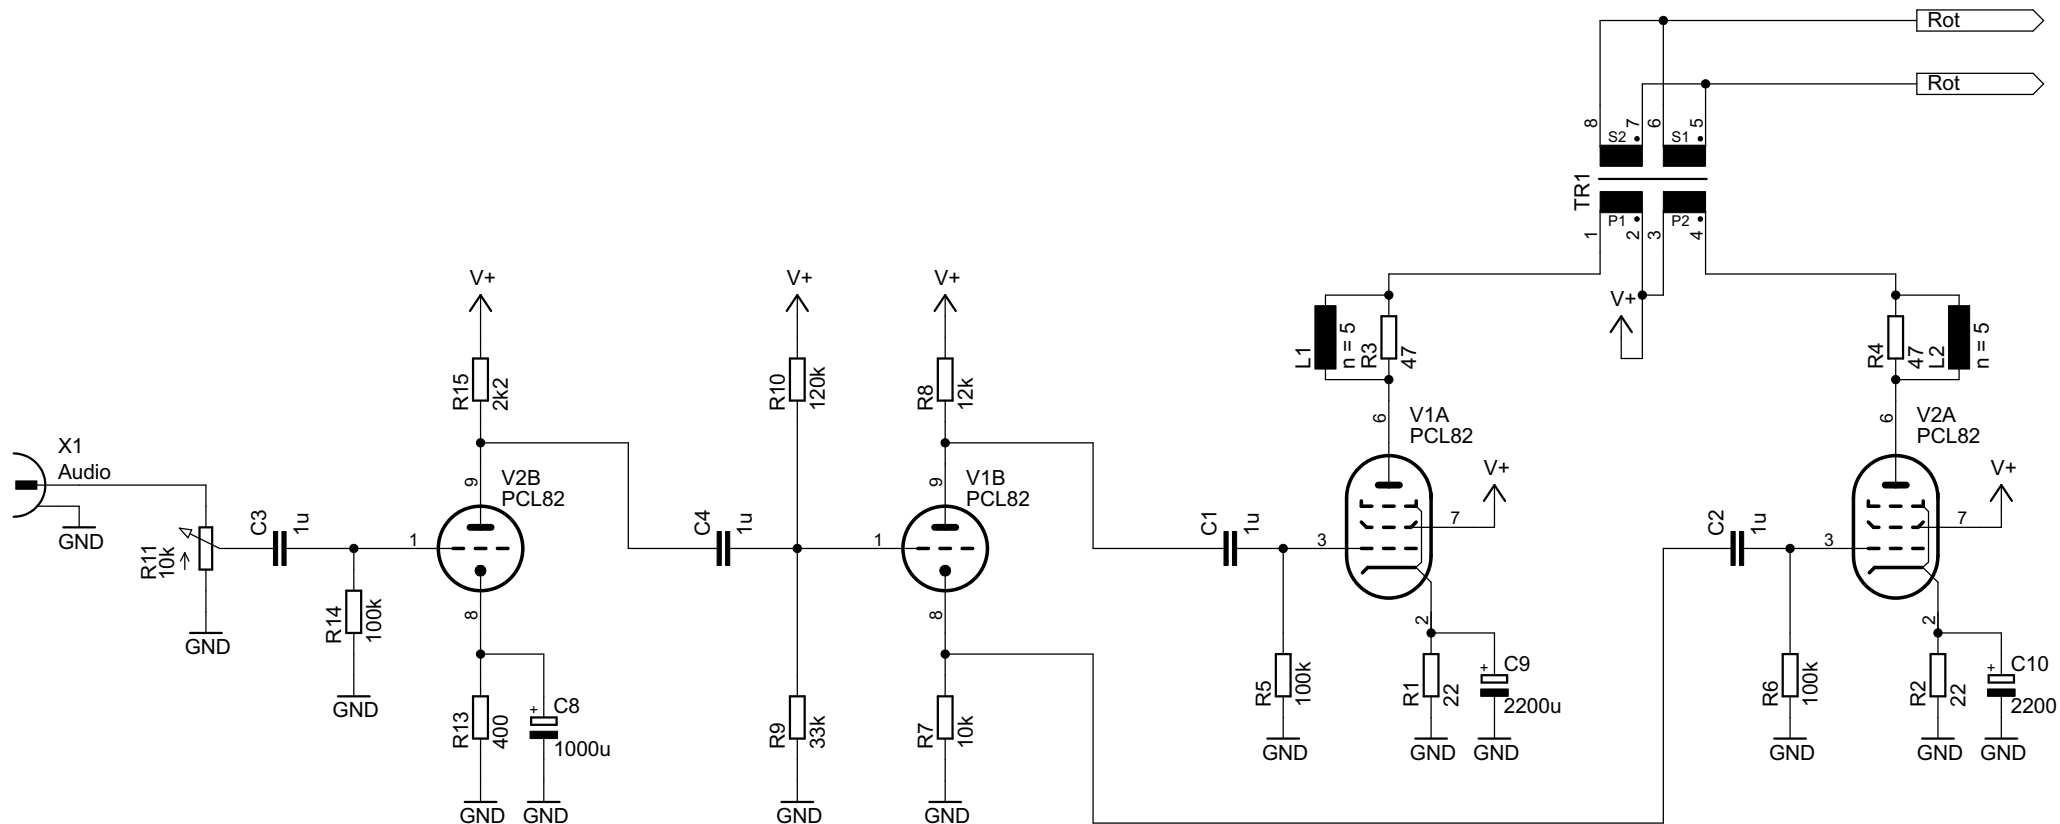 Rot
Rot
8
7
6
5
S2
S1
TR1
P1
P2
1
2
3
4
V+
V+
V+
V+
L1
n = 5
R3
47
R4
47
L2
n = 5
R15
2k2
R10
120k
R8
12k
6
V1A
PCL82
6
V2A
PCL82
X1
Audio
9
V2B
PCL82
9
V1B
PCL82
V+
V+
GND
R11
10k
C3
1u
1
C4
1u
1
C1
1u
3
7
C2
1u
3
7
GND
R14
100k
8
8
2
2
GND
R13
400
C8
1000u
R9
33k
R7
10k
R5
100k
R1
22
C9
2200u
R6
100k
R2
22
C10
2200
+
+
+
GND
GND
GND
GND
GND
GND
GND
GND
GND
GND